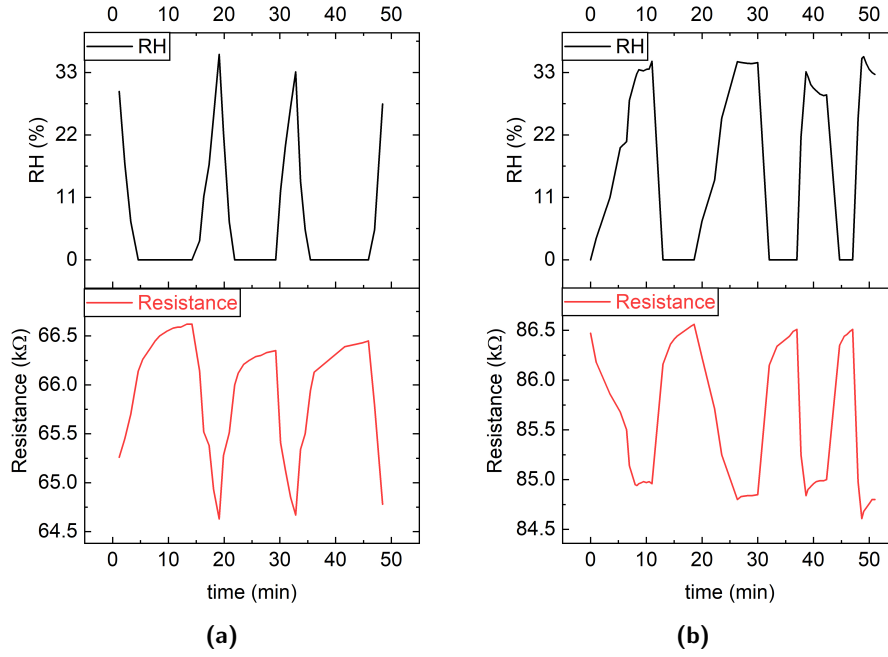 0 10 20 30 40 50
RH
33
22
11
0
RH (%)
Resistance
66.5
66.0
65.5
65.0
64.5
Resistance (kΩ)
0 10 20 30 40 50
time (min)
(a)
0 10 20 30 40 50
RH
33
22
11
0
RH (%)
Resistance
86.5
86.0
85.5
85.0
84.5
Resistance (kΩ)
0 10 20 30 40 50
time (min)
(b)